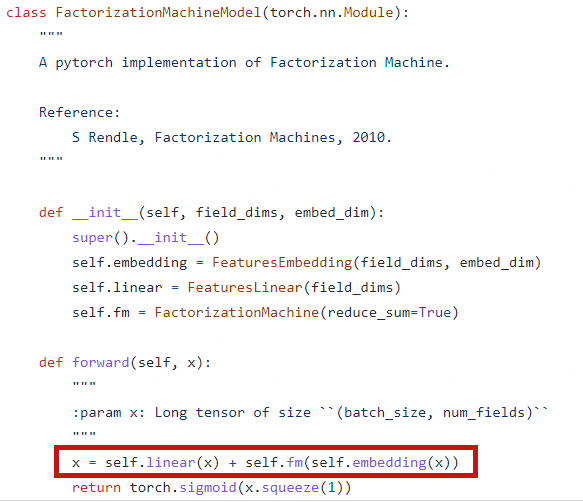 class FactorizationMachineModel(torch.nn.Module):
    """
    A pytorch implementation of Factorization Machine.

    Reference:
        S Rendle, Factorization Machines, 2010.
    """

    def __init__(self, field_dims, embed_dim):
        super().__init__()
        self.embedding = FeaturesEmbedding(field_dims, embed_dim)
        self.linear = FeaturesLinear(field_dims)
        self.fm = FactorizationMachine(reduce_sum=True)

    def forward(self, x):
        """
        :param x: Long tensor of size ``(batch_size, num_fields)``
        """
        x = self.linear(x) + self.fm(self.embedding(x))
        return torch.sigmoid(x.squeeze(1))